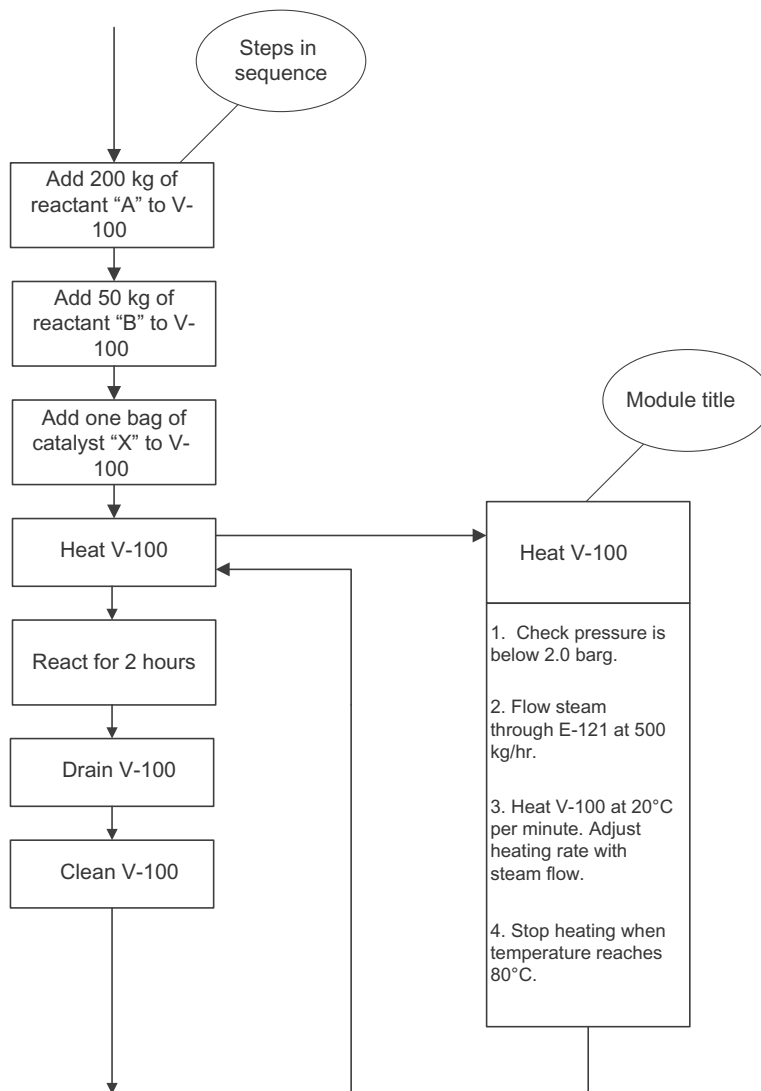 Steps in
sequence
Add 200 kg of
reactant “A” to V-
100
Add 50 kg of
reactant “B” to V-
100
Add one bag of
catalyst “X” to V-
100
Heat V-100
React for 2 hours
Drain V-100
Clean V-100
Module title
Heat V-100
1. Check pressure is
below 2.0 barg.
2. Flow steam
through E-121 at 500
kg/hr.
3. Heat V-100 at 20°C
per minute. Adjust
heating rate with
steam flow.
4. Stop heating when
temperature reaches
80°C.